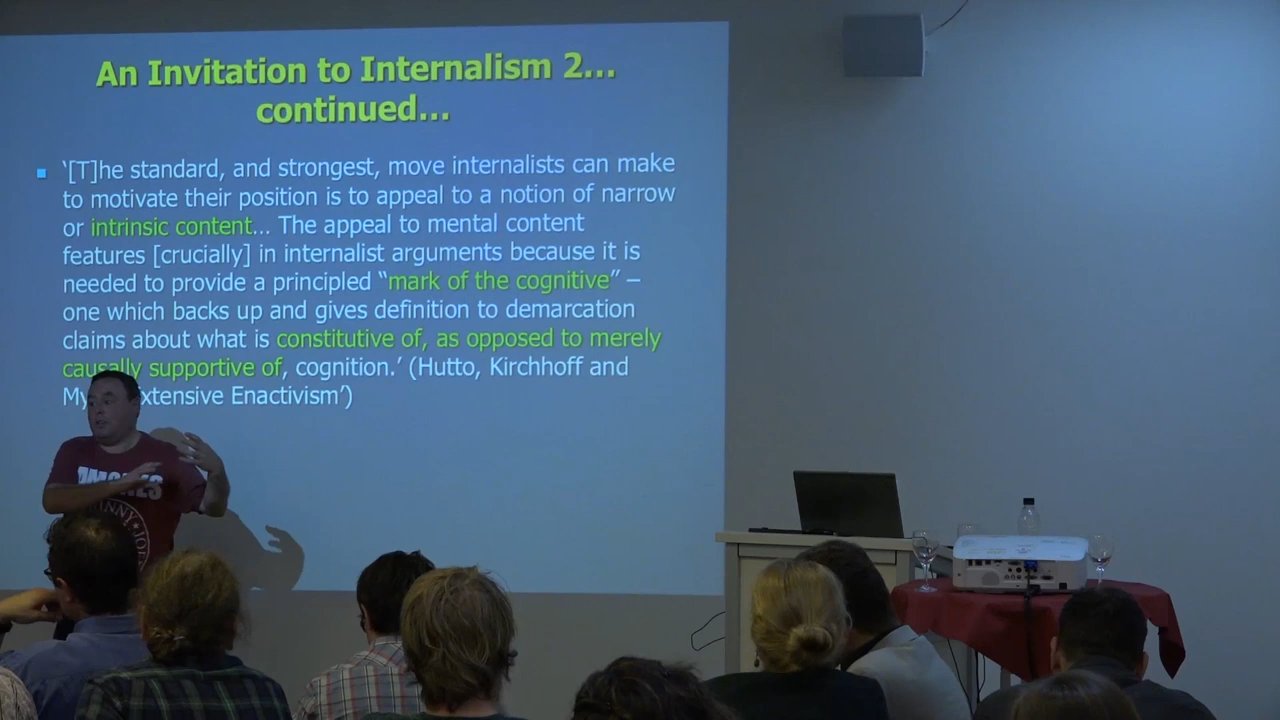 An Invitation to Internalism 2...
continued...
'[T]he standard, and strongest, move internalists can make
to motivate their position is to appeal to a notion of narrow
or intrinsic content... The appeal to mental content
features [crucially] in internalist arguments because it is
needed to provide a principled “mark of the cognitive” –
one which backs up and gives definition to demarcation
claims about what is constitutive of, as opposed to merely
causally supportive of, cognition.' (Hutto, Kirchhoff and
Enactivism')